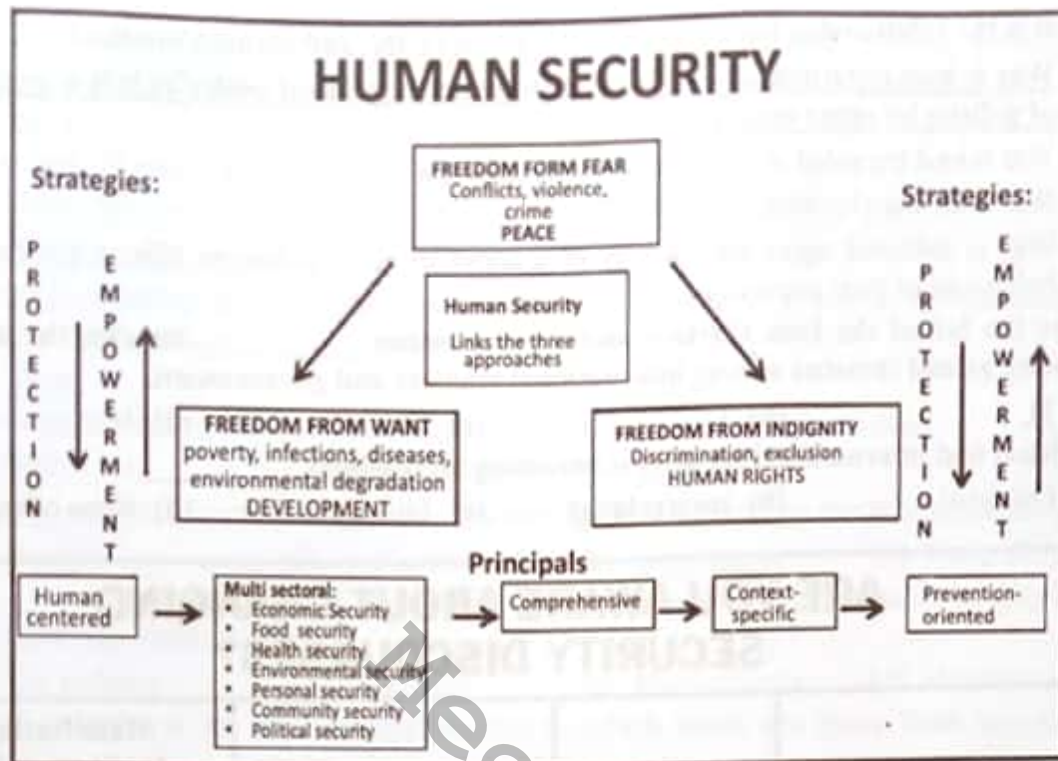 HUMAN SECURITY
Strategies:
PROTECTION
EMPOWERMENT
FREEDOM FORM FEAR
Conflicts, violence,
crime
PEACE
Human Security
Links the three
approaches
FREEDOM FROM WANT
poverty, infections, diseases,
environmental degradation
DEVELOPMENT
FREEDOM FROM INDIGNITY
Discrimination, exclusion
HUMAN RIGHTS
Strategies:
PROTECTION
EMPOWERMENT
Principals
Human
centered
Multi sectoral:
• Economic Security
• Food security
• Health security
• Environmental security
• Personal security
• Community security
• Political security
Comprehensive
Context-
specific
Prevention-
oriented